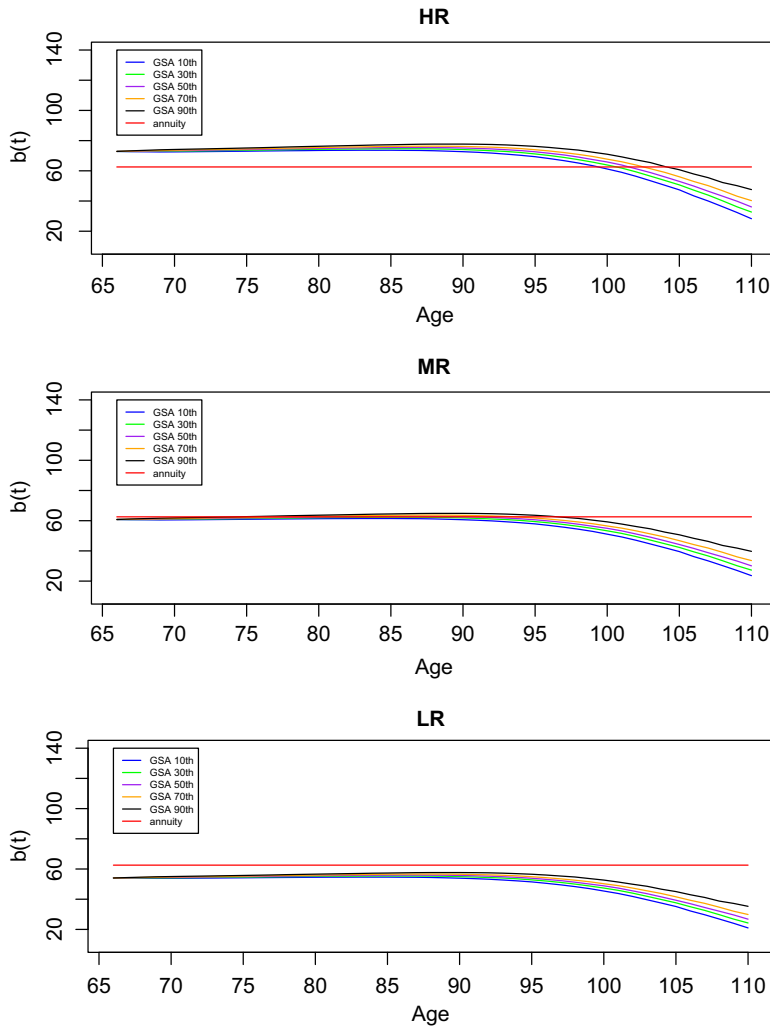 HR
140
100
60
20
b(t)
GSA 10th
GSA 30th
GSA 50th
GSA 70th
GSA 90th
annuity
65 70 75 80 85 90 95 100 105 110
Age
MR
140
100
60
20
b(t)
GSA 10th
GSA 30th
GSA 50th
GSA 70th
GSA 90th
annuity
65 70 75 80 85 90 95 100 105 110
Age
LR
140
100
60
20
b(t)
GSA 10th
GSA 30th
GSA 50th
GSA 70th
GSA 90th
annuity
65 70 75 80 85 90 95 100 105 110
Age